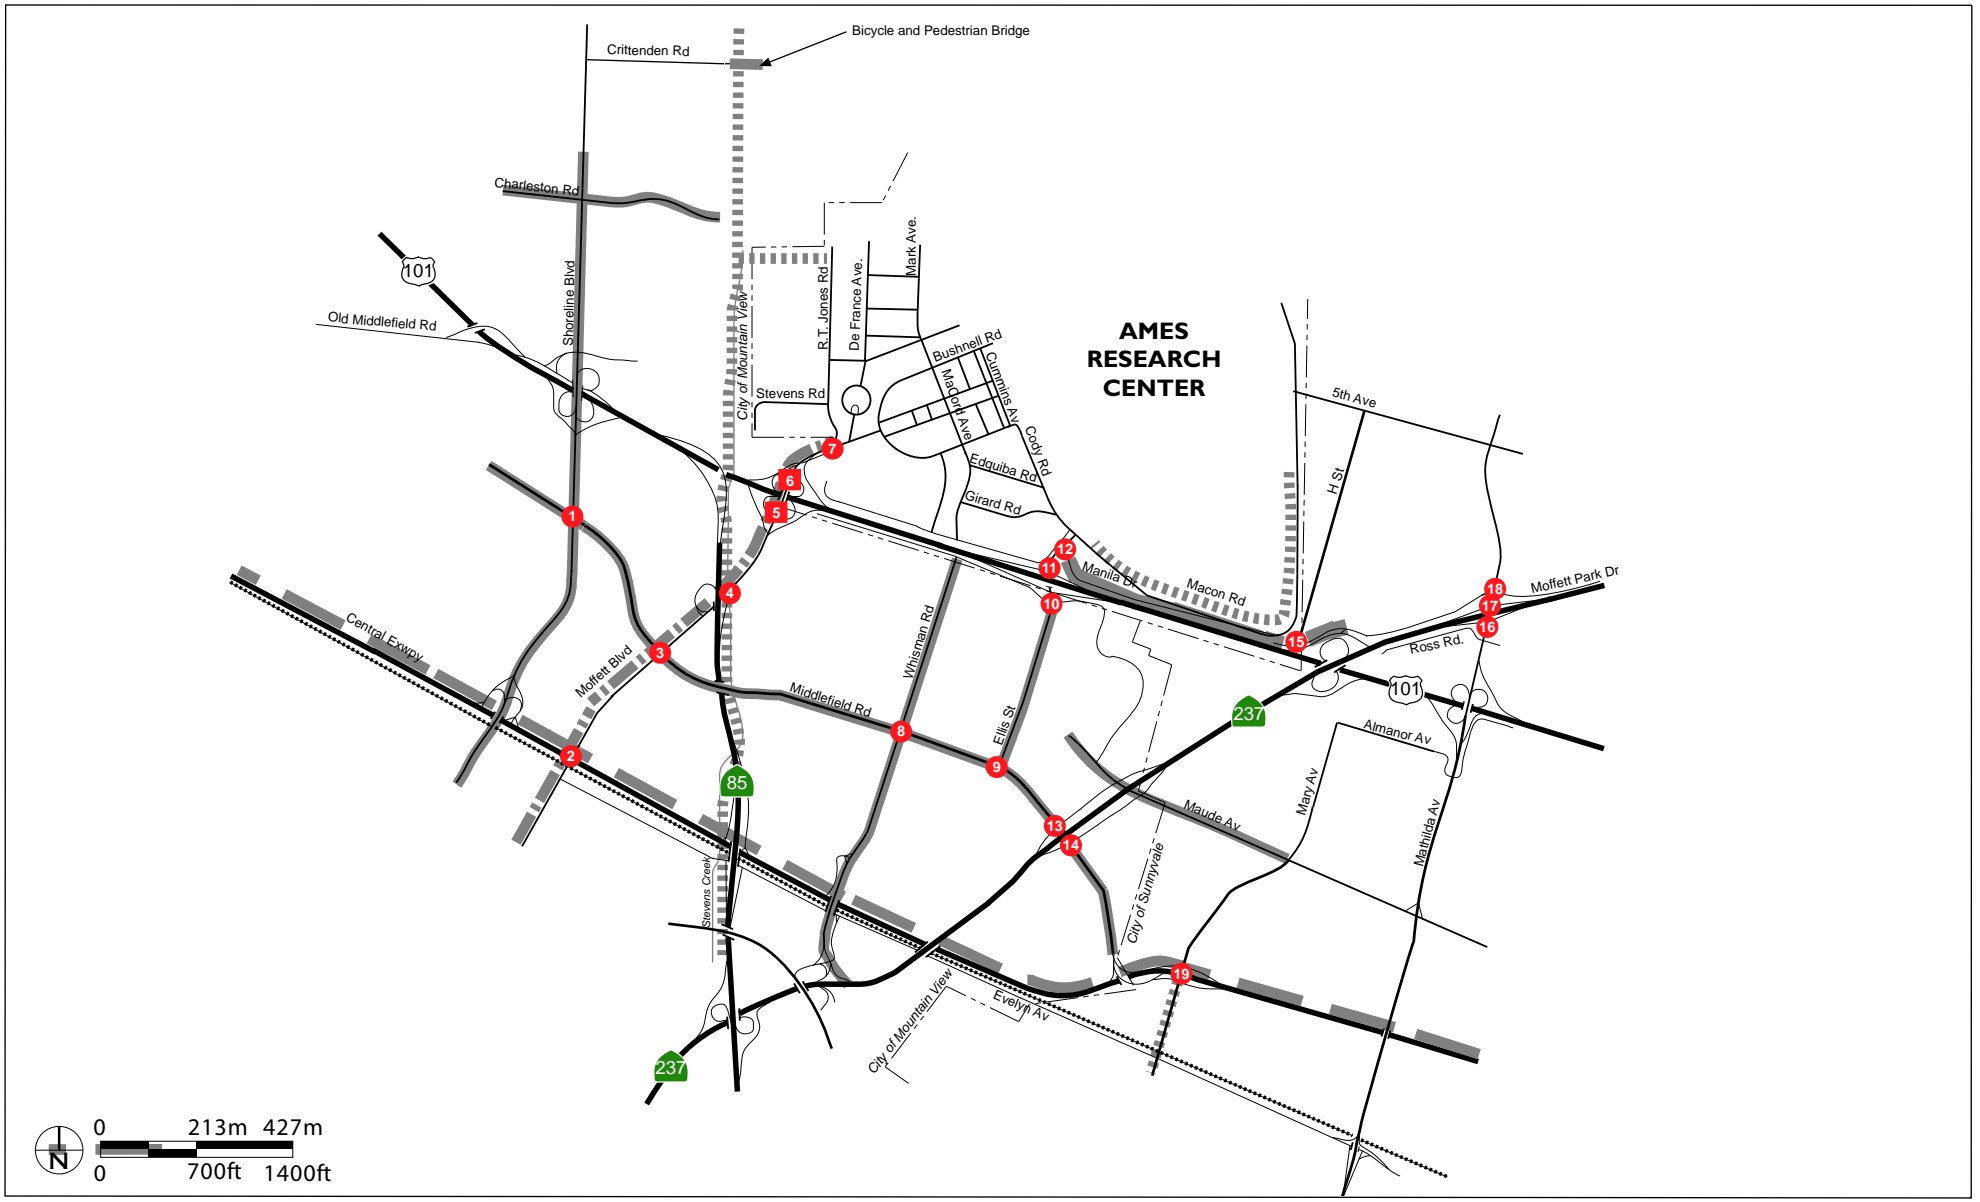 Bicycle and Pedestrian Bridge
Crittenden Rd
Charleston Rd
101
Shoreline Blvd
Old Middlefield Rd
City of Mountain View
R.T. Jones Rd
De France Ave.
Mark Ave.
Bushnell Rd
Stevens Rd
MaCord Ave
Cummins Av
Cody Rd
Edquiba Rd
Girard Rd
AMES
RESEARCH
CENTER
5th Ave
H St
7
6
5
1
4
3
2
12
11
10
Manila Dr
Macon Rd
15
18
17
16
Moffett Park Dr
Ross Rd.
101
237
Central Exwpy
Moffett Blvd
Middlefield Rd
Whisman Rd
Ellis St
8
9
13
14
85
Almanor Av
Mary Av
Maude Av
Mathilda Av
Stevens Creek
City of Sunnyvale
19
City of Mountain View
Evelyn Av
237
N
0 213m 427m
0 700ft 1400ft